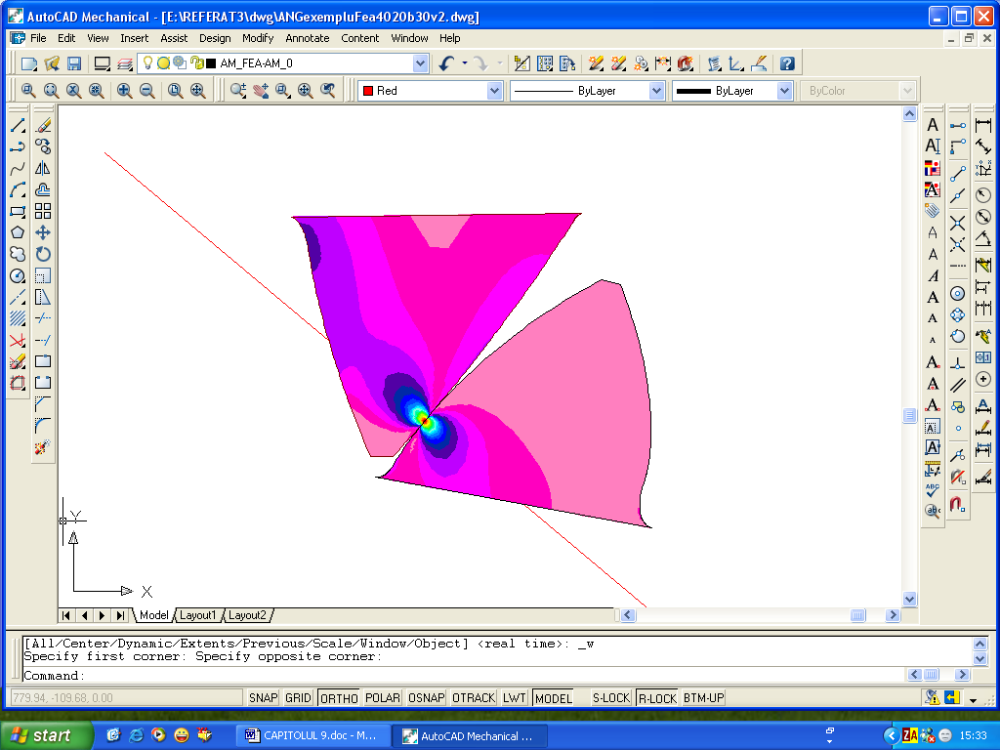 AutoCAD Mechanical - [E:\REFERAT3\dwg\ANGexempluFea4020b30v2.dwg]
File Edit View Insert Assist Design Modify Annotate Content Window Help
AM_FEA-AM_0
Red ByLayer ByLayer ByColor
Y
X
Model Layout1 Layout2
[All/Center/Dynamic/Extents/Previous/Scale/Window/Object] <real time>: _w
Specify first corner: Specify opposite corner:
Command:
779.94, -109.68, 0.00 SNAP GRID ORTHO POLAR OSNAP OTRACK LWT MODEL S-LOCK R-LOCK BTM-UP
start CAPITOLUL 9.doc - M... AutoCAD Mechanical ... ZA 15:33